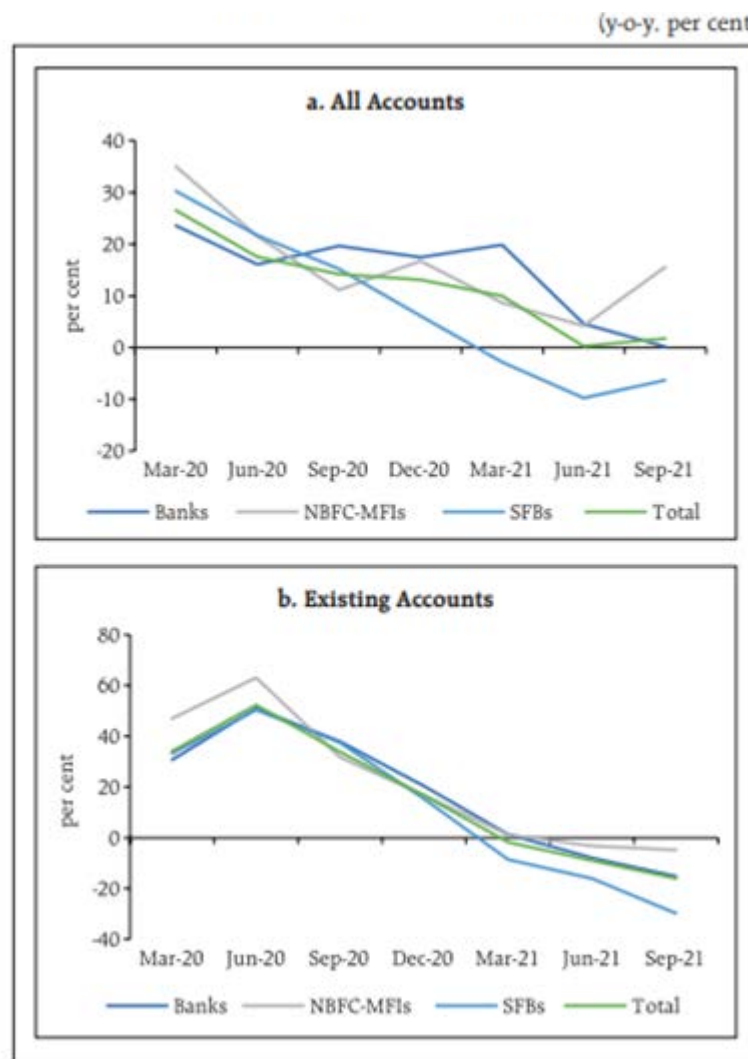 (y-o-y, per cent
a. All Accounts
40
30
20
10
0
-10
-20
per cent
Mar-20 Jun-20 Sep-20 Dec-20 Mar-21 Jun-21 Sep-21
Banks NBFC-MFIs SFBs Total
b. Existing Accounts
80
60
40
20
0
-20
-40
per cent
Mar-20 Jun-20 Sep-20 Dec-20 Mar-21 Jun-21 Sep-21
Banks NBFC-MFIs SFBs Total